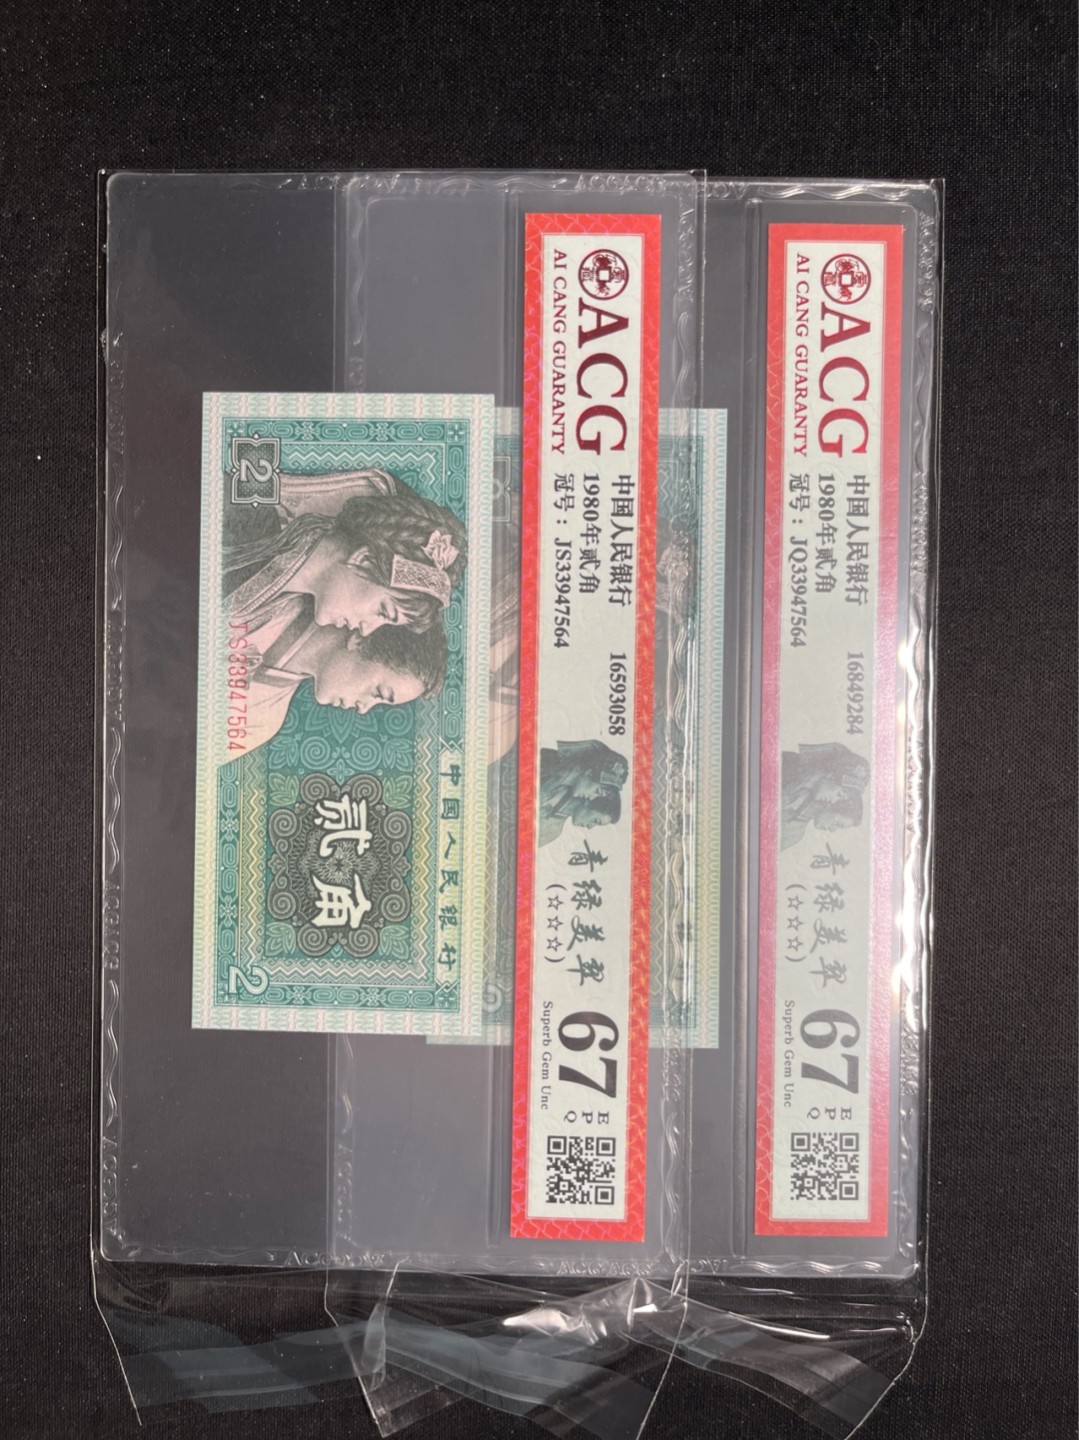 ACG
AI CANG GUARANTY
中国人民银行 16593058
1980年贰角
冠号：JS33947564
青绿美翠
(☆☆☆)
67 EPQ
Superb Gem Unc
ACG
AI CANG GUARANTY
中国人民银行 16849284
1980年贰角
冠号：JQ33947564
青绿美翠
(☆☆☆)
67 EPQ
Superb Gem Unc
中国人民银行
2
贰角
JS33947564
2